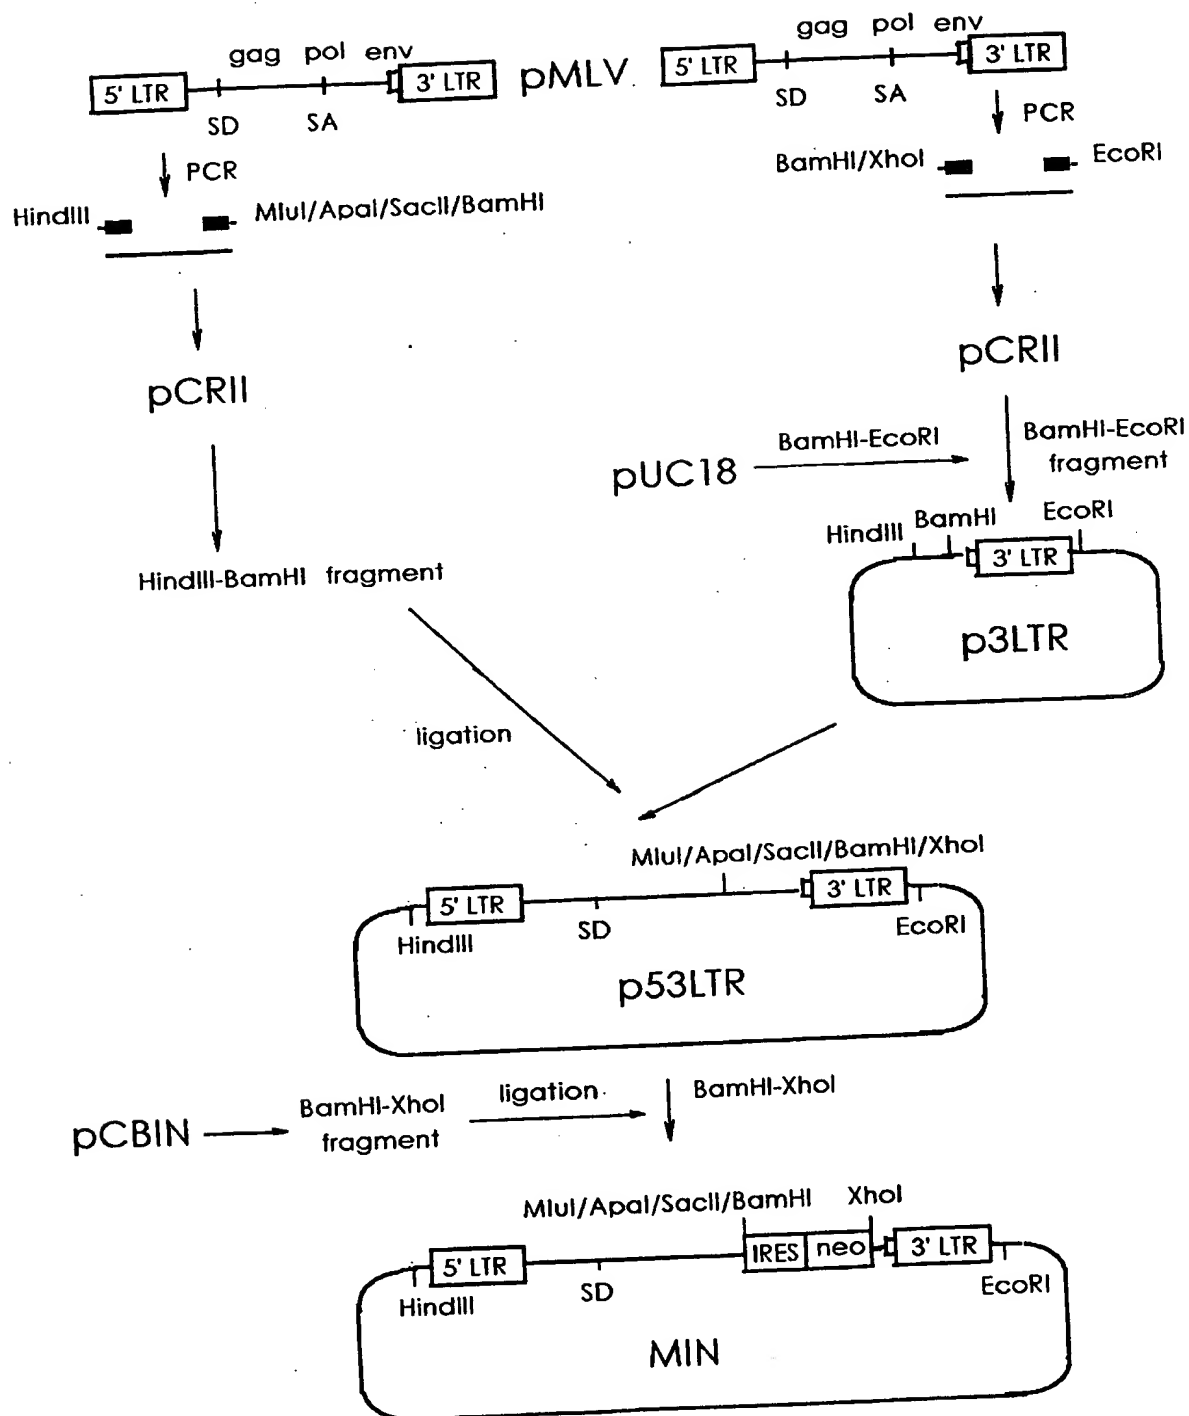 gag pol env
5' LTR
3' LTR
SD
SA
pMLV
gag pol env
5' LTR
3' LTR
SD
SA
PCR
HindIII
MluI/ApaI/SacII/BamHI
PCR
BamHI/XhoI
EcoRI
pCRII
pCRII
HindIII-BamHI fragment
pUC18
BamHI-EcoRI
BamHI-EcoRI
fragment
HindIII
BamHI
EcoRI
3' LTR
p3LTR
ligation
MluI/ApaI/SacII/BamHI/XhoI
5' LTR
3' LTR
HindIII
SD
EcoRI
p53LTR
pCBIN
BamHI-XhoI
fragment
ligation
BamHI-XhoI
MluI/ApaI/SacII/BamHI
XhoI
5' LTR
IRES
neo
3' LTR
HindIII
SD
EcoRI
MIN